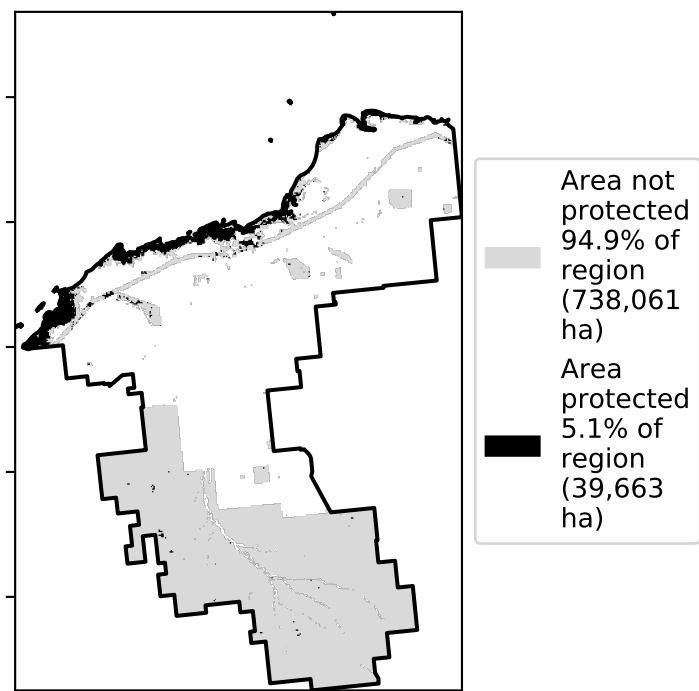 Area not
protected
94.9% of
region
(738,061
ha)
Area
protected
5.1% of
region
(39,663
ha)